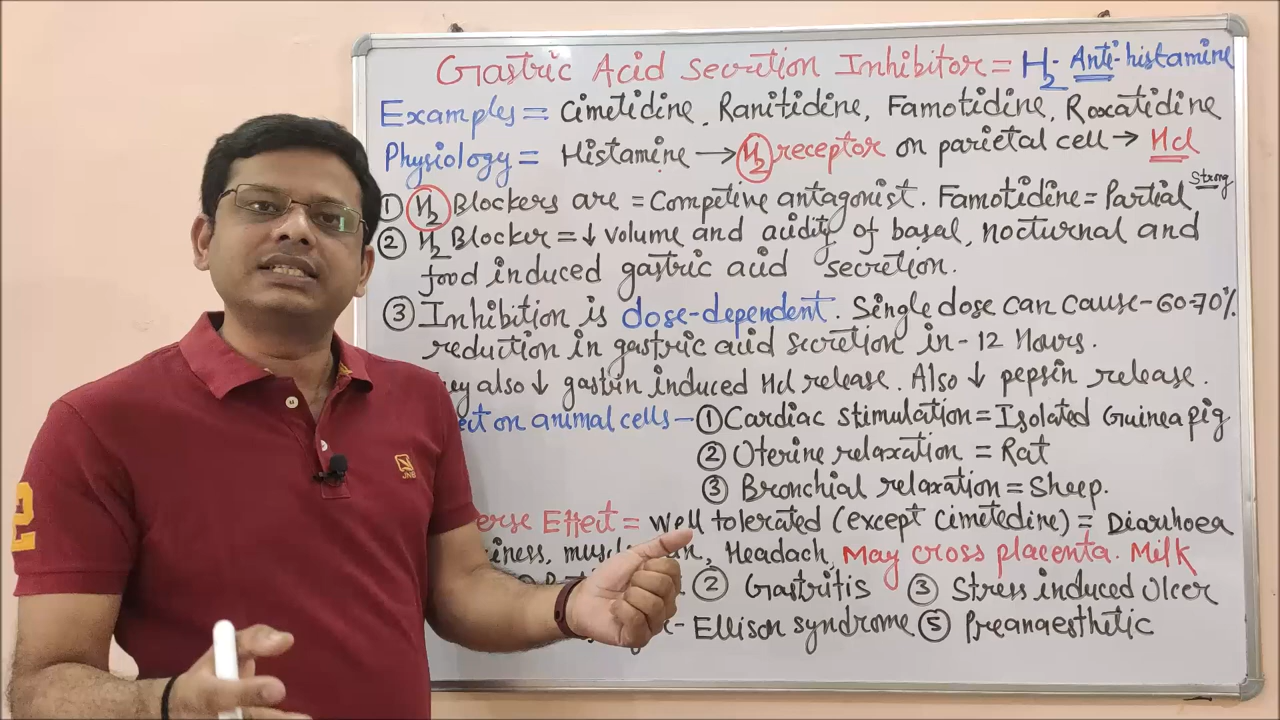 Gastric Acid secretion Inhibitor = H2-Anti-histamine
Examples = Cimetidine, Ranitidine, Famotidine, Roxatidine
Physiology = Histamine → H2 receptor on parietal cell → Hcl
① H2 Blockers are = Competive antagonist. Famotidine = Partial Strong
② H2 Blocker = ↓ volume and acidity of basal, nocturnal and
food induced gastric acid secretion.
③ Inhibition is dose-dependent. Single dose can cause - 60-70%
reduction in gastric acid secretion in - 12 Hours.
also ↓ gastrin induced Hcl release. Also ↓ pepsin release.
on animal cells - ① Cardiac stimulation = Isolated Guinea pig
② Uterine relaxation = Rat
③ Bronchial relaxation = Sheep.
Effect = Well tolerated (except Cimetedine) = Diarrhoea
Headach, May cross placenta. Milk
② Gastritis ③ Stress induced Ulcer
- Ellison syndrome ⑤ Preanaesthetic
JNB
2